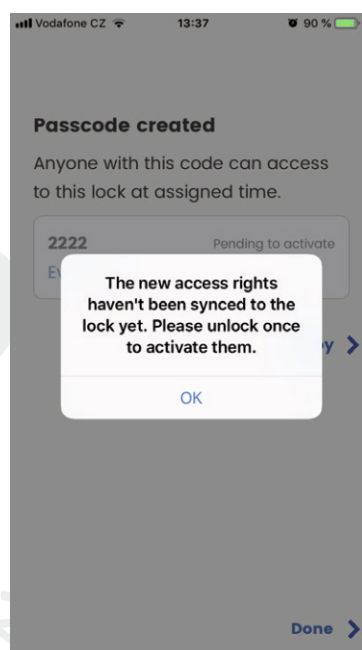 Vodafone CZ 13:37 90 %
Passcode created
Anyone with this code can access
to this lock at assigned time.
2222 Pending to activate
The new access rights
haven't been synced to the
lock yet. Please unlock once
to activate them.
OK
Done